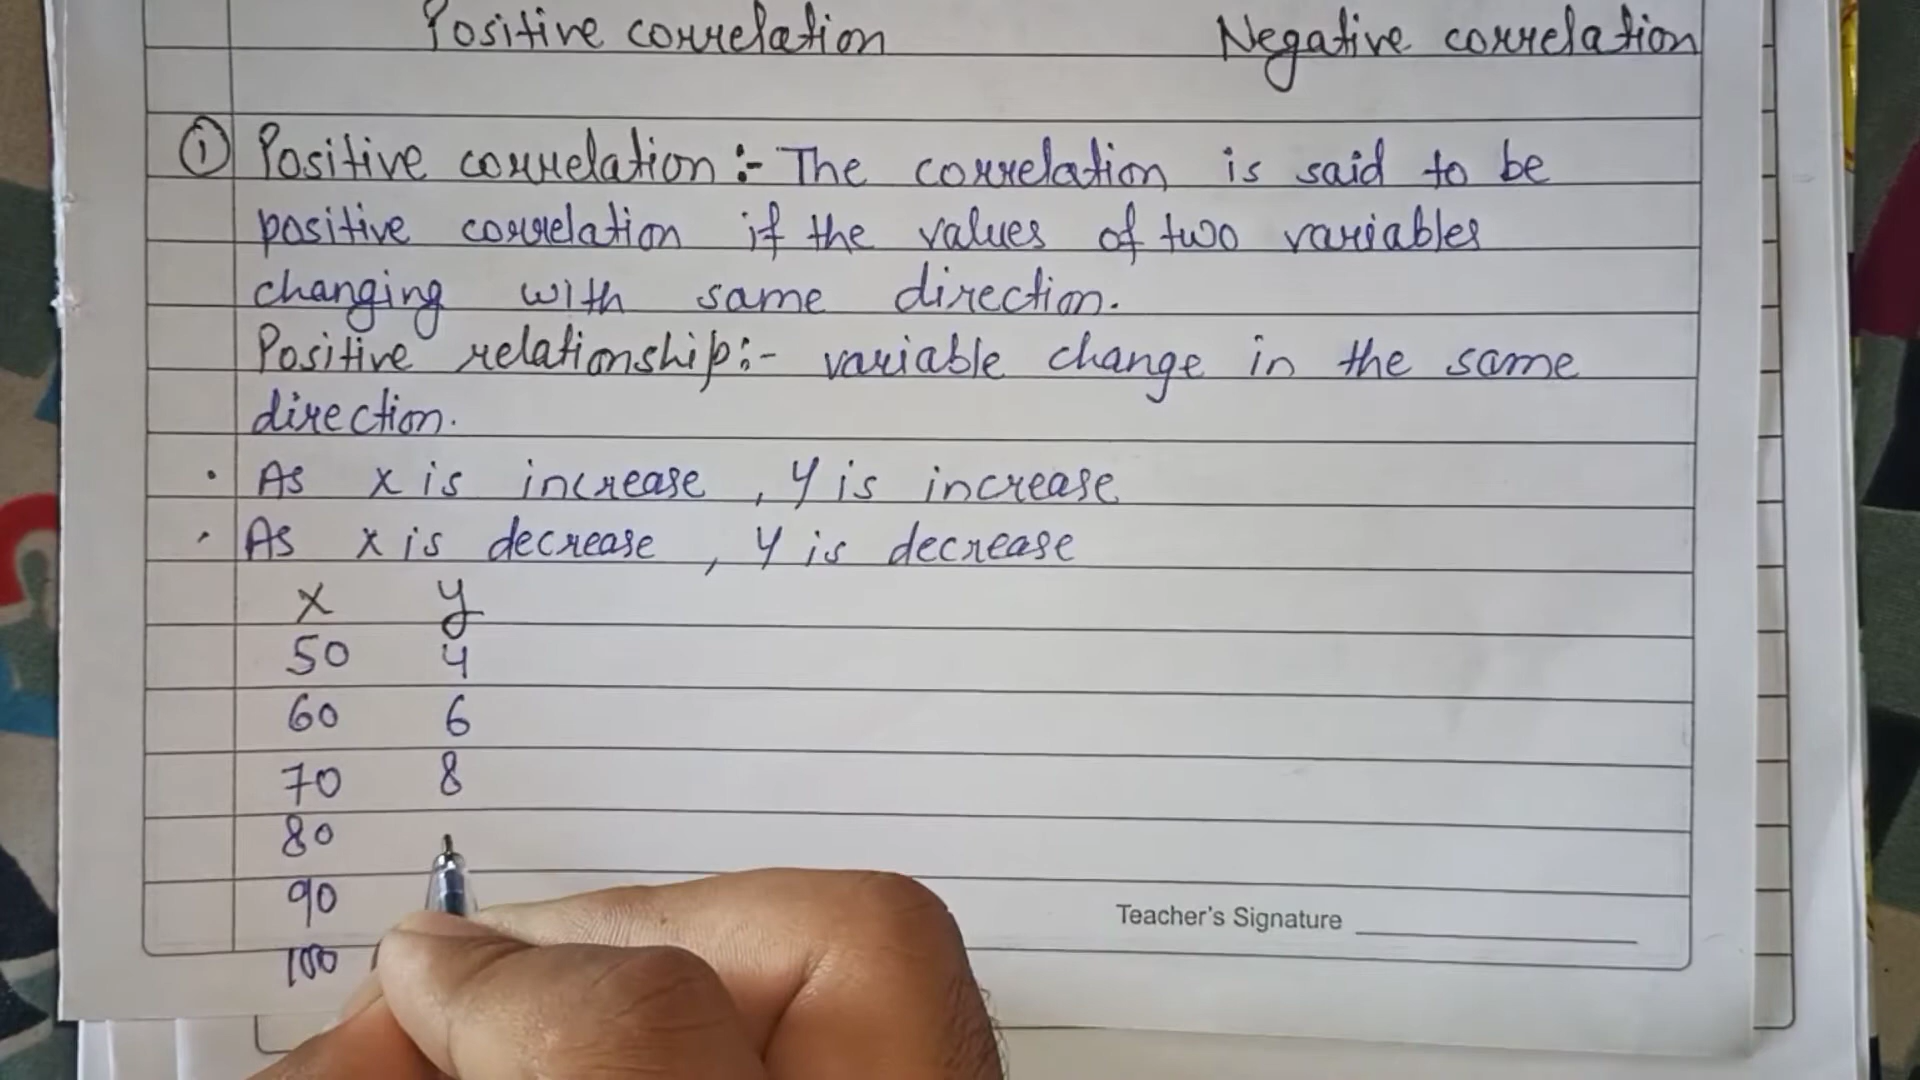 Positive correlation Negative correlation
① Positive correlation :- The correlation is said to be
positive correlation if the values of two variables
changing with same direction.
Positive relationship:- variable change in the same
direction.
· As x is increase, y is increase
· As x is decrease, y is decrease
x y
50 4
60 6
70 8
80
90
100
Teacher's Signature